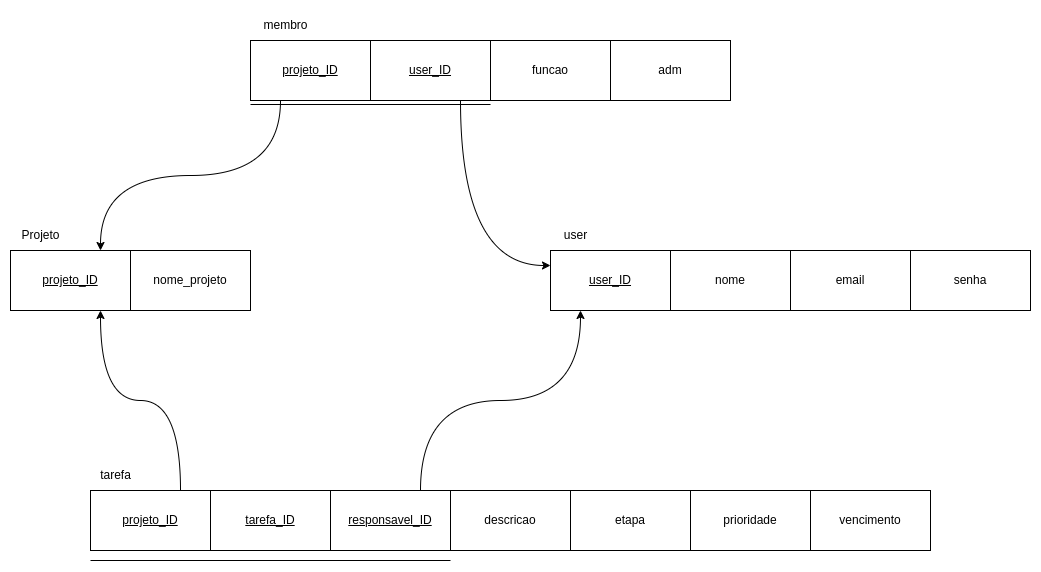 membro
projeto_ID user_ID funcao adm
Projeto
projeto_ID nome_projeto
user
user_ID nome email senha
tarefa
projeto_ID tarefa_ID responsavel_ID descricao etapa prioridade vencimento